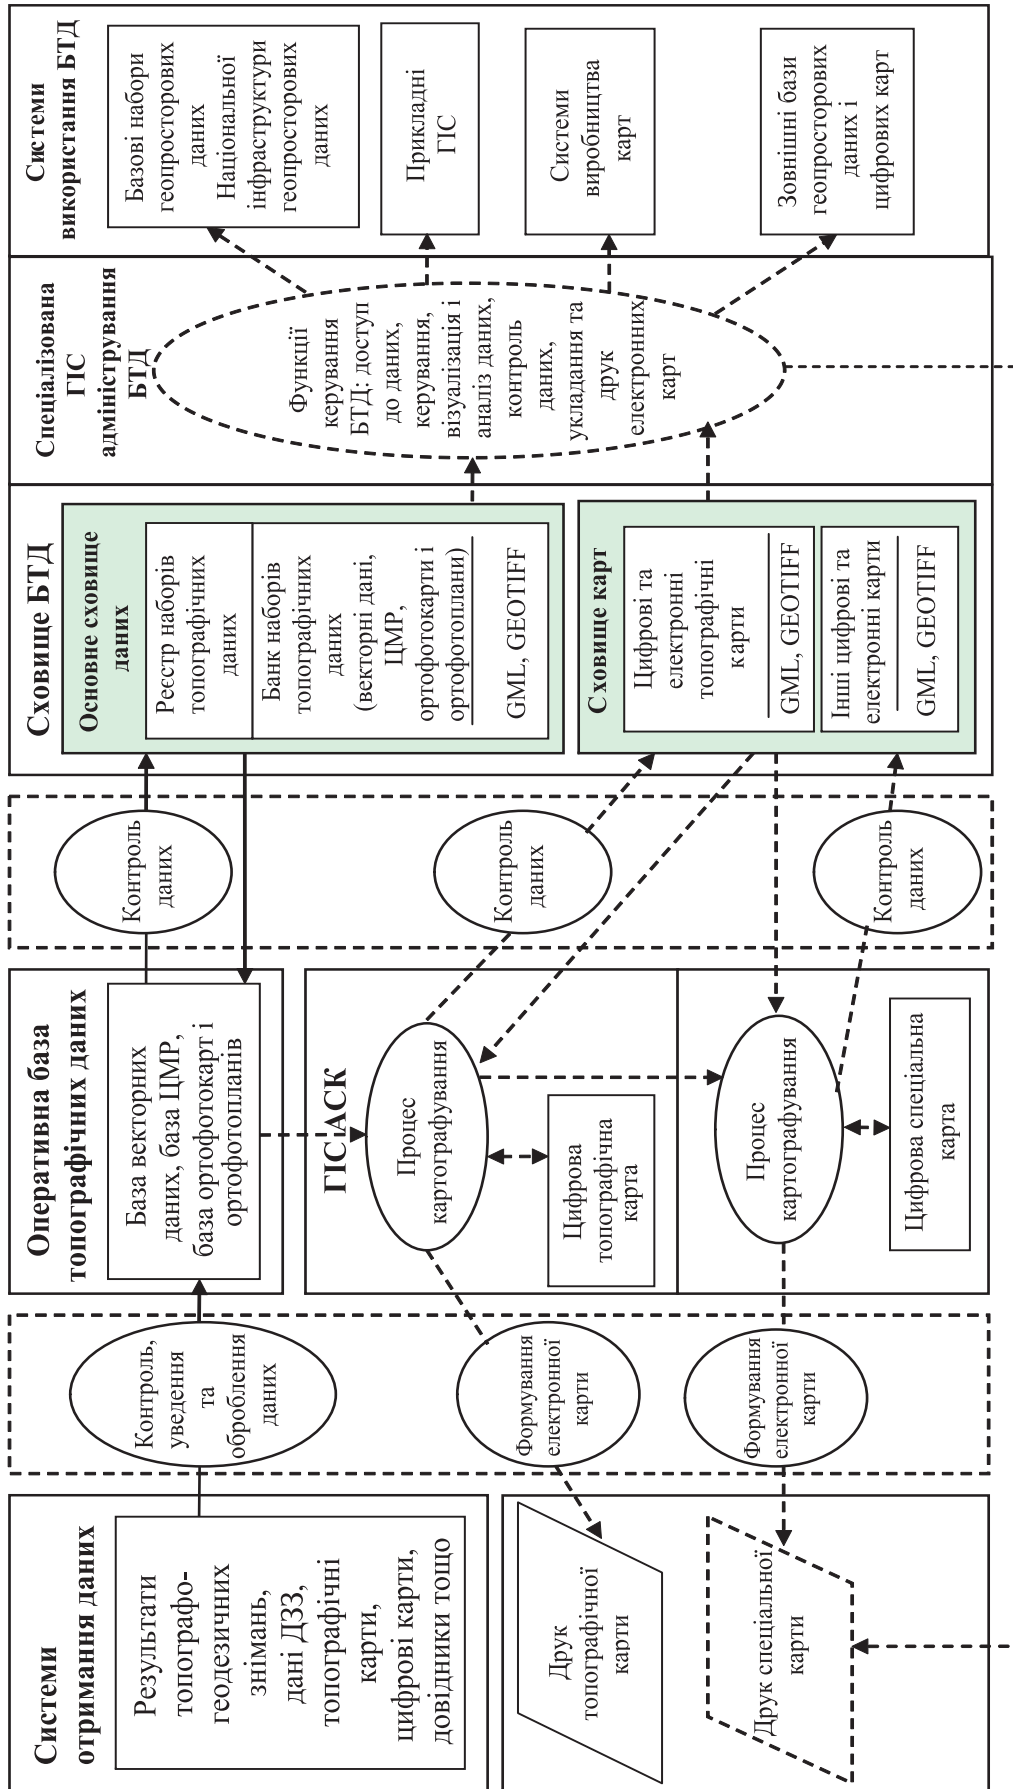 Системи
отримання даних
Результати
топографо-
геодезичних
знімань,
дані ДЗЗ,
топографічні
карти,
цифрові карти,
довідники тощо
Друк
топографічної
карти
Друк спеціальної
карти
Контроль,
уведення
та
оброблення
даних
Формування
електронної
карти
Формування
електронної
карти
Оперативна база
топографічних даних
База векторних
даних, база ЦМР,
база ортофотокарт і
ортофотопланів
ГІС АСК
Процес
картографування
Цифрова
топографічна
карта
Процес
картографування
Цифрова спеціальна
карта
Контроль
даних
Контроль
даних
Контроль
даних
Сховище БТД
Основне сховище
даних
Реєстр наборів
топографічних
даних
Банк наборів
топографічних
даних
(векторні дані,
ЦМР,
ортофотокарти і
ортофотоплани)
GML, GEOTIFF
Сховище карт
Цифрові та
електронні
топографічні
карти
GML, GEOTIFF
Інші цифрові та
електронні карти
GML, GEOTIFF
Спеціалізована
ГІС
адміністрування
БТД
Функції
керування
БТД: доступ
до даних,
керування,
візуалізація і
аналіз даних,
контроль
даних,
укладання та
друк
електронних
карт
Системи
використання БТД
Базові набори
геопросторових
даних
Національної
інфраструктури
геопросторових
даних
Прикладні
ГІС
Системи
виробництва
карт
Зовнішні бази
геопросторових
даних і
цифрових карт